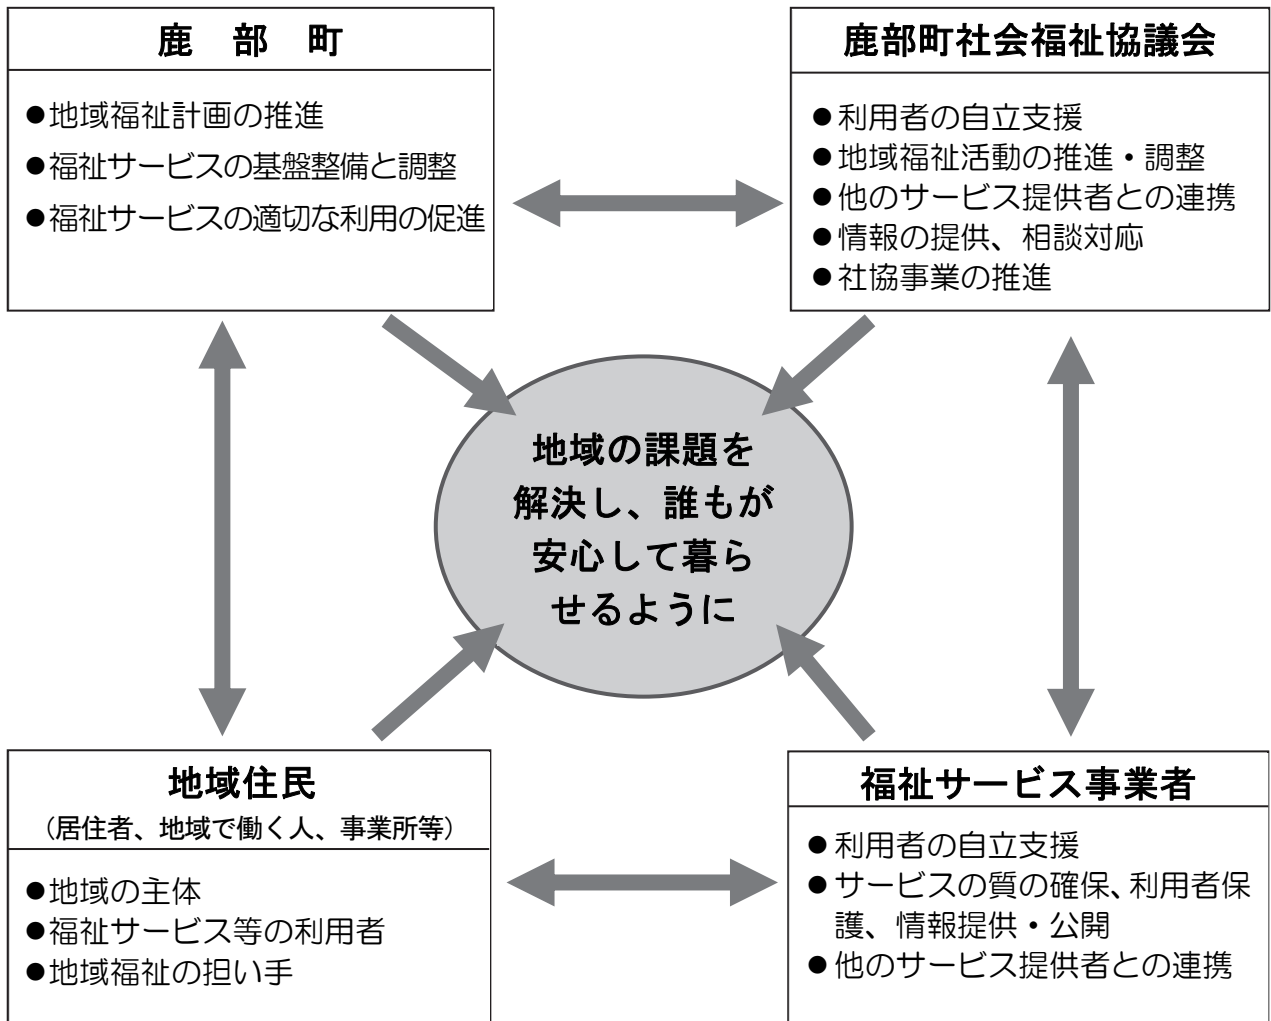 鹿　部　町
●地域福祉計画の推進
●福祉サービスの基盤整備と調整
●福祉サービスの適切な利用の促進
鹿部町社会福祉協議会
●利用者の自立支援
●地域福祉活動の推進・調整
●他のサービス提供者との連携
●情報の提供、相談対応
●社協事業の推進
地域の課題を
解決し、誰もが
安心して暮ら
せるように
地域住民
（居住者、地域で働く人、事業所等）
●地域の主体
●福祉サービス等の利用者
●地域福祉の担い手
福祉サービス事業者
●利用者の自立支援
●サービスの質の確保、利用者保
護、情報提供・公開
●他のサービス提供者との連携